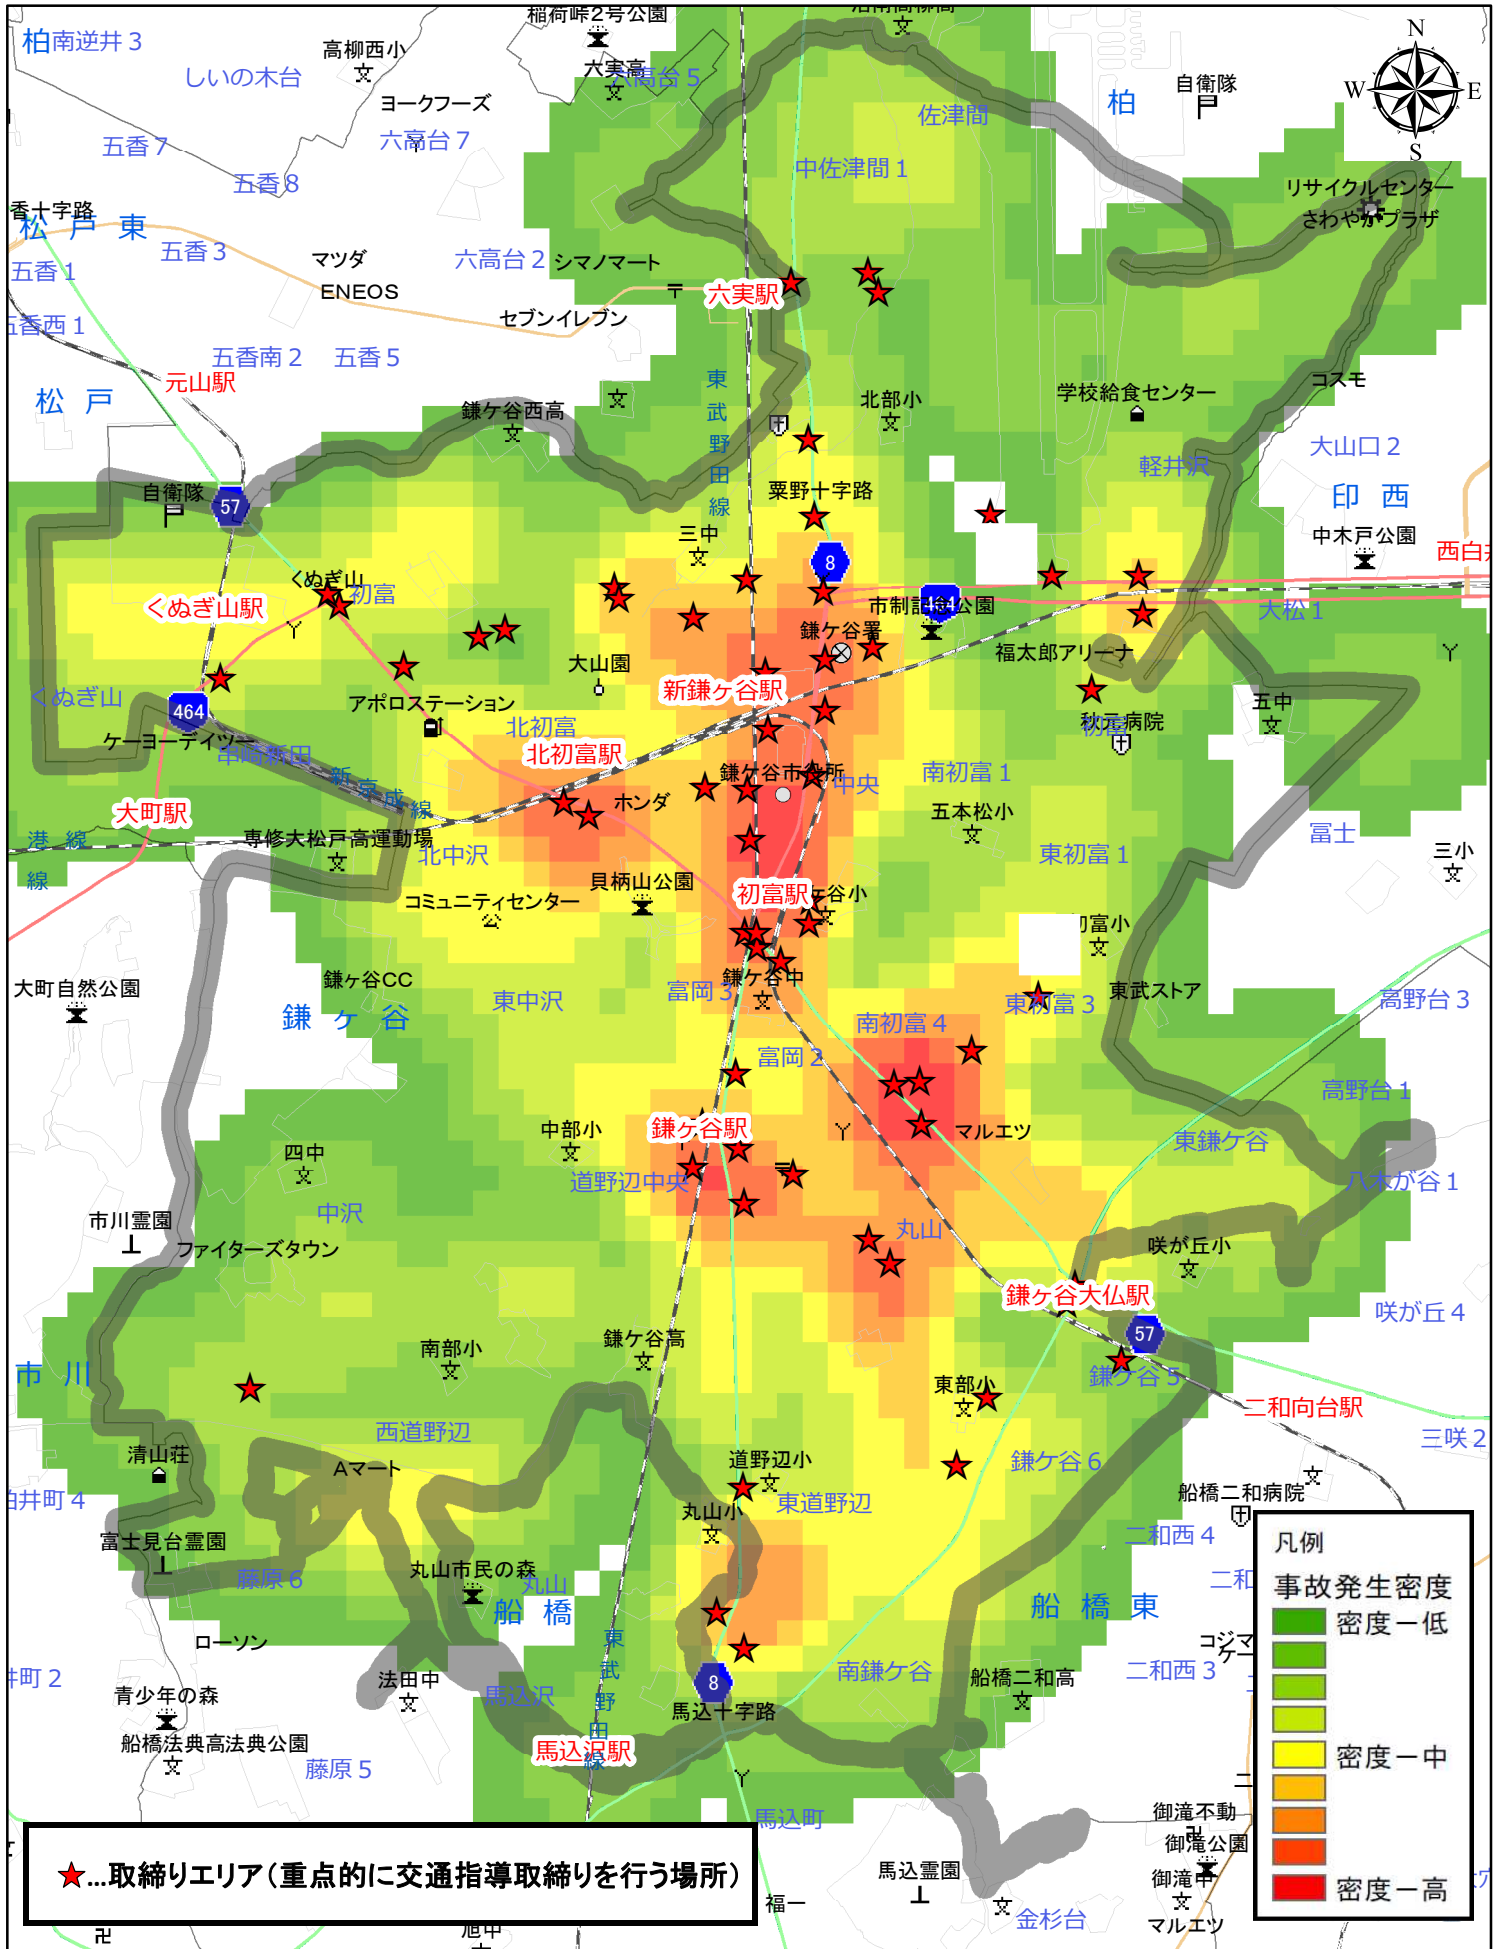 稲荷峠2号公園
柏
南逆井3
高柳西小
六実高
六高台5
N
W
E
S
しいの木台
ヨークフーズ
自衛隊
柏
佐津間
五香7
六高台7
中佐津間1
五香8
リサイクルセンター
さわやかプラザ
香十字路
松戸東
五香3
マツダ
六高台2
シマノマート
五香1
ENEOS
六実駅
セブンイレブン
五香西1
五香南2
五香5
元山駅
松戸
東武野田線
鎌ケ谷西高
北部小
学校給食センター
コスモ
大山口2
軽井沢
自衛隊
57
粟野十字路
印西
三中
中木戸公園
8
西白井
くぬぎ山
初富
くぬぎ山駅
464
市制記念公園
大松1
鎌ケ谷署
大山園
福太郎アリーナ
新鎌ヶ谷駅
くぬぎ山
464
アポロステーション
北初富
秋元病院
初富
五中
ケーヨーデイツー
串崎新田
北初富駅
新京成線
鎌ケ谷市役所
中央
南初富1
大町駅
ホンダ
五本松小
港線
線
専修大松戸高運動場
北中沢
東初富1
冨士
三小
貝柄山公園
初富駅
コミュニティセンター
ケ谷小
初富小
大町自然公園
鎌ヶ谷CC
鎌ケ谷中
東中沢
富岡3
東初富3
東武ストア
高野台3
鎌ヶ谷
南初富4
富岡2
高野台1
鎌ヶ谷駅
中部小
マルエツ
東鎌ケ谷
四中
道野辺中央
八木が谷1
中沢
市川霊園
丸山
ファイターズタウン
咲が丘小
鎌ヶ谷大仏駅
咲が丘4
57
南部小
鎌ケ谷高
市川
東部小
鎌ケ谷5
二和向台駅
西道野辺
三咲2
清山荘
Aマート
道野辺小
鎌ケ谷6
柏井町4
東道野辺
船橋二和病院
丸山小
富士見台霊園
二和西4
藤原6
丸山市民の森
丸山
船橋
船橋東
東武野田線
ローソン
南鎌ケ谷
二和西3
法田中
船橋二和高
青少年の森
馬込沢
8
馬込十字路
船橋法典高
法典公園
馬込沢駅
藤原5
馬込町
御滝不動
御滝公園
馬込霊園
御滝中
福一
金杉台
マルエツ
旭中
凡例
事故発生密度
密度－低
密度－中
密度－高
★…取締りエリア（重点的に交通指導取締りを行う場所）